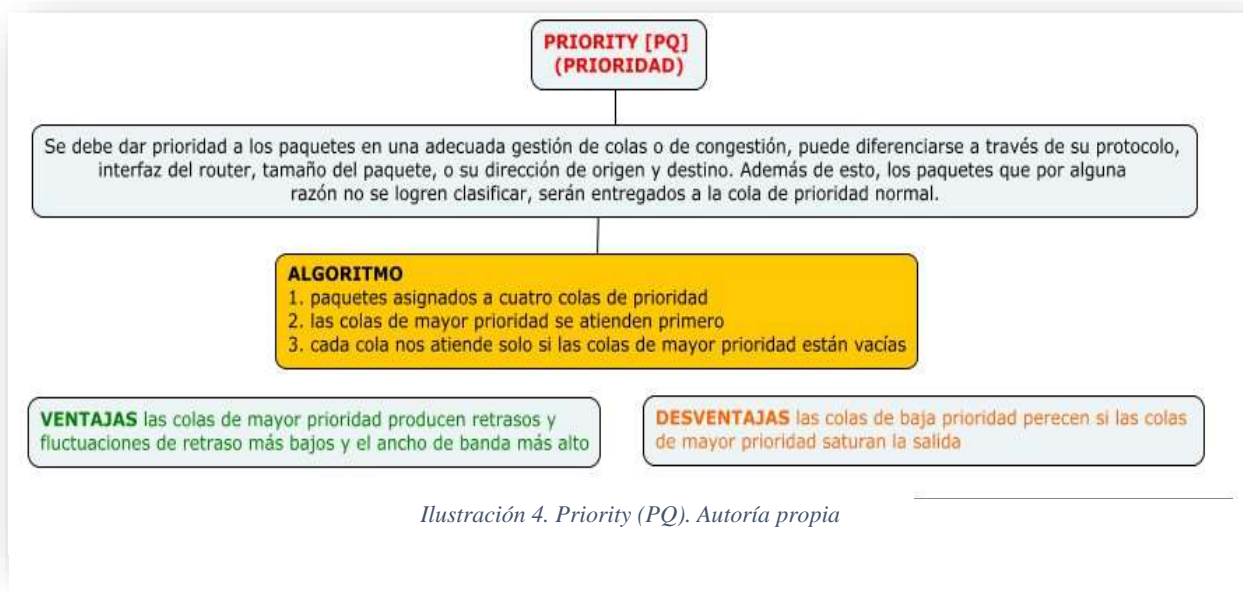 PRIORITY [PQ]
(PRIORIDAD)
Se debe dar prioridad a los paquetes en una adecuada gestión de colas o de congestión, puede diferenciarse a través de su protocolo,
interfaz del router, tamaño del paquete, o su dirección de origen y destino. Además de esto, los paquetes que por alguna
razón no se logren clasificar, serán entregados a la cola de prioridad normal.
ALGORITMO
1. paquetes asignados a cuatro colas de prioridad
2. las colas de mayor prioridad se atienden primero
3. cada cola nos atiende solo si las colas de mayor prioridad están vacías
VENTAJAS las colas de mayor prioridad producen retrasos y
fluctuaciones de retraso más bajos y el ancho de banda más alto
DESVENTAJAS las colas de baja prioridad perecen si las colas
de mayor prioridad saturan la salida
Ilustración 4. Priority (PQ). Autoría propia